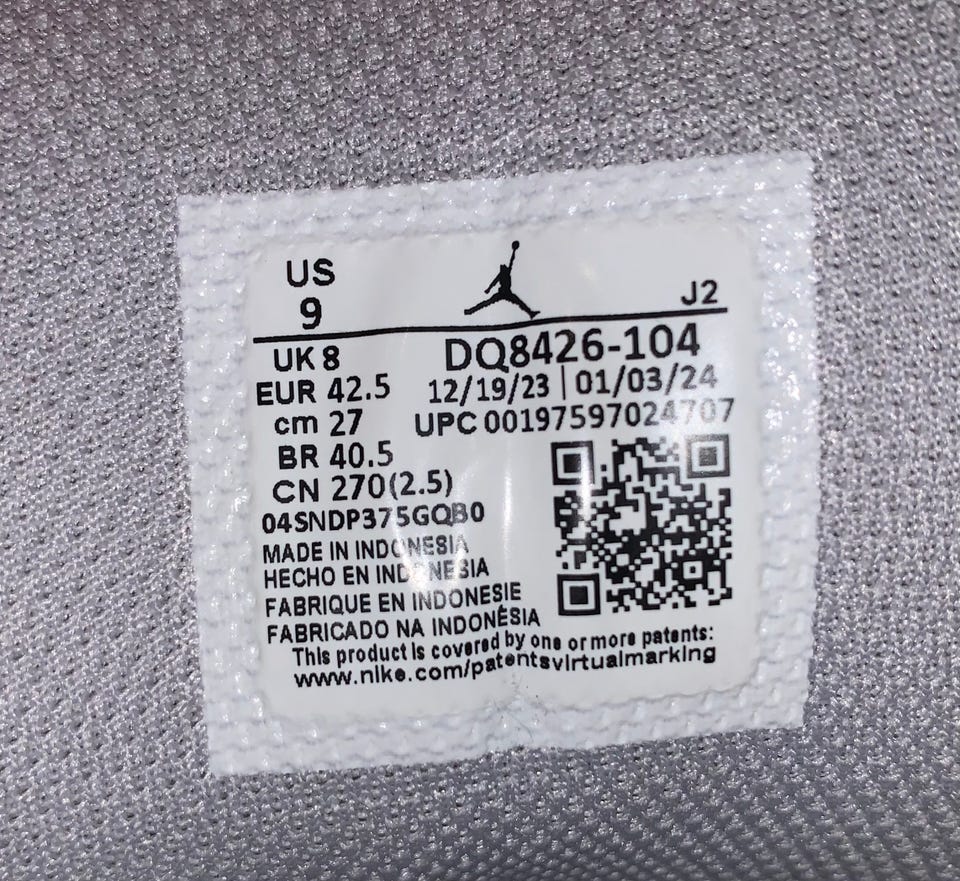 US
9
J2
UK 8
DQ8426-104
EUR 42.5
12/19/23 | 01/03/24
cm 27
UPC 00197597024707
BR 40.5
CN 270(2.5)
04SNDP375GQB0
MADE IN INDONESIA
HECHO EN INDONESIA
FABRIQUE EN INDONESIE
FABRICADO NA INDONÉSIA
This product is covered by one or more patents:
www.nike.com/patentsvirtualmarking